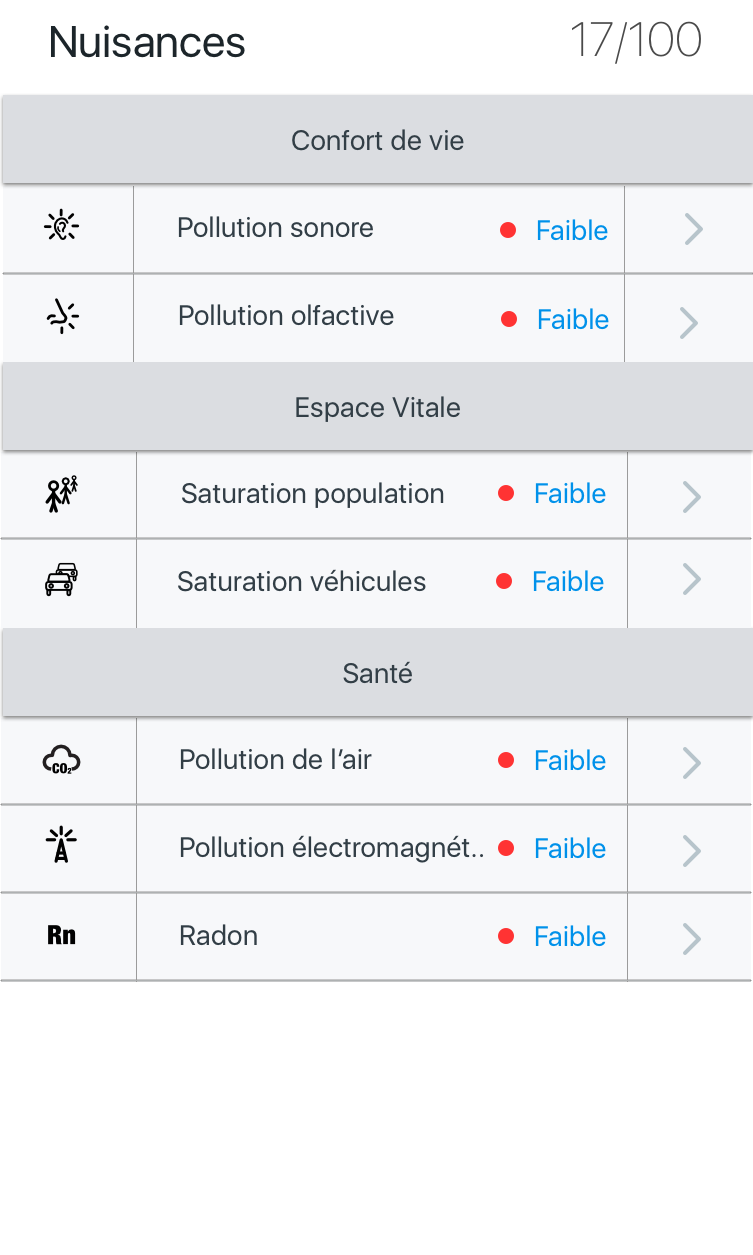 Nuisances 17/100
Confort de vie
Pollution sonore Faible
Pollution olfactive Faible
Espace Vitale
Saturation population Faible
Saturation véhicules Faible
Santé
CO₂ Pollution de l’air Faible
Pollution électromagnét.. Faible
Rn Radon Faible